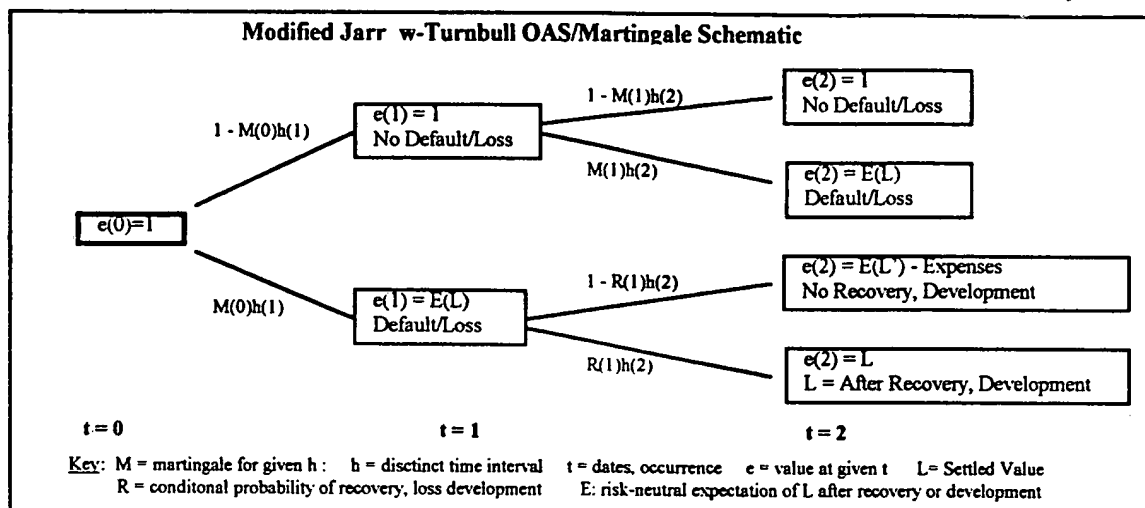 Modified Jarr w-Turnbull OAS/Martingale Schematic
e(2) = 1
No Default/Loss
1 - M(1)h(2)
e(1) = 1
No Default/Loss
1 - M(0)h(1)
M(1)h(2)
e(2) = E(L)
Default/Loss
e(0)=1
e(2) = E(L') - Expenses
No Recovery, Development
1 - R(1)h(2)
M(0)h(1)
e(1) = E(L)
Default/Loss
R(1)h(2)
e(2) = L
L = After Recovery, Development
t = 0 t = 1 t = 2
Key: M = martingale for given h : h = disctinct time interval t = dates, occurrence e = value at given t L= Settled Value
R = conditonal probability of recovery, loss development E: risk-neutral expectation of L after recovery or development